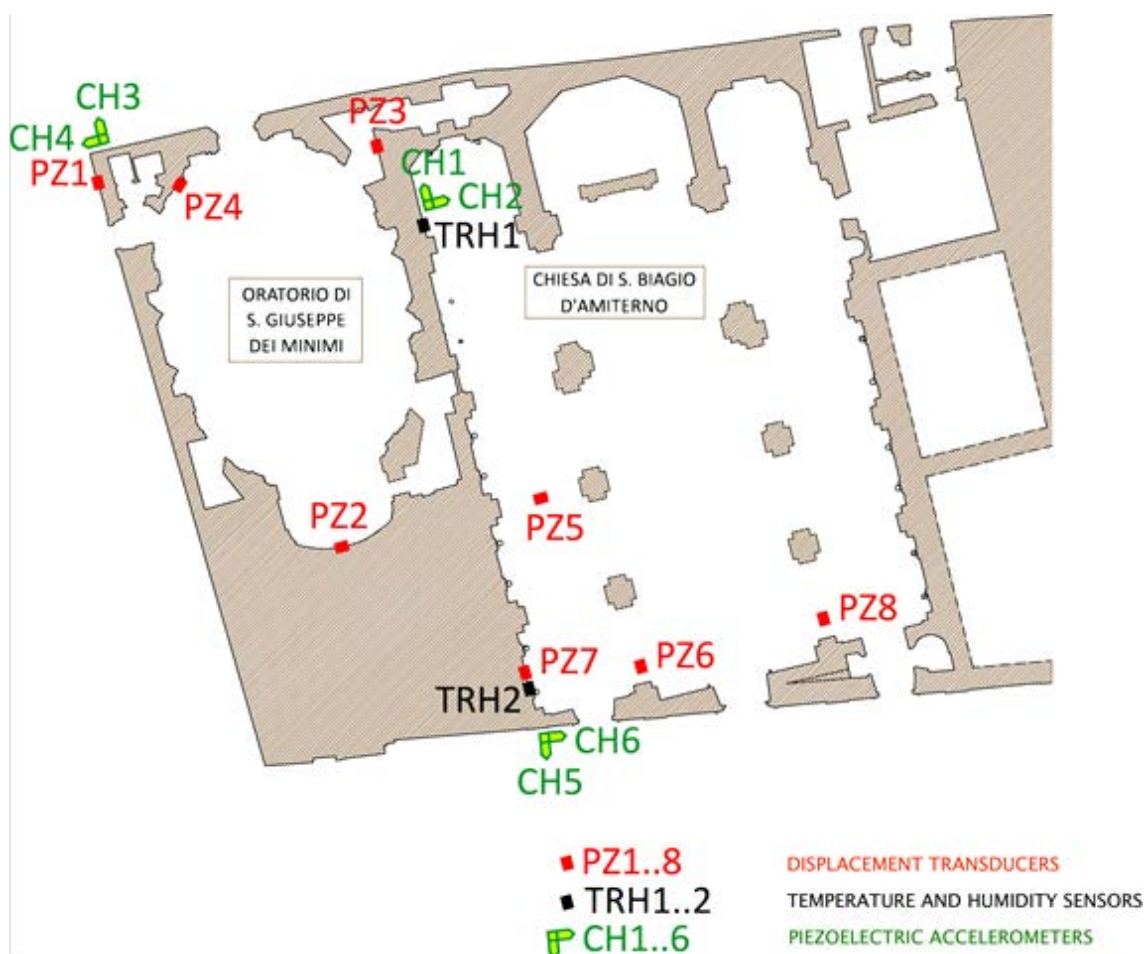 CH3
CH4
PZ1
PZ4
PZ3
CH1
CH2
TRH1
ORATORIO DI
S. GIUSEPPE
DEI MINIMI
CHIESA DI S. BIAGIO
D'AMITERNO
PZ2
PZ5
PZ8
PZ7
PZ6
TRH2
CH6
CH5
PZ1..8 DISPLACEMENT TRANSDUCERS
TRH1..2 TEMPERATURE AND HUMIDITY SENSORS
CH1..6 PIEZOELECTRIC ACCELEROMETERS